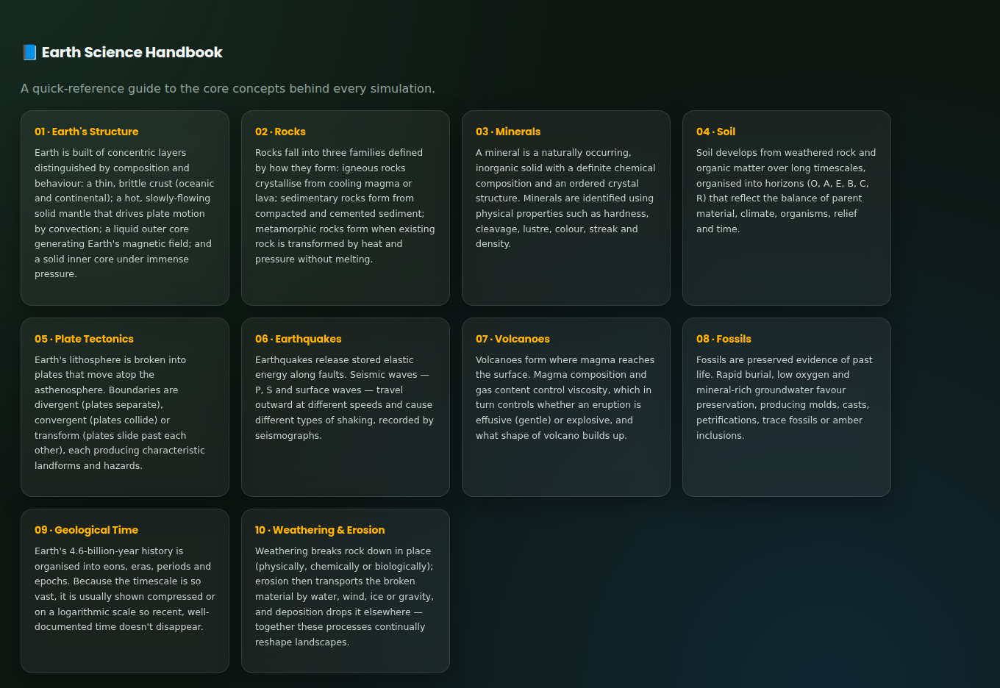 📘 Earth Science Handbook
A quick-reference guide to the core concepts behind every simulation.
01 · Earth's Structure
Earth is built of concentric layers
distinguished by composition and
behaviour: a thin, brittle crust (oceanic
and continental); a hot, slowly-flowing
solid mantle that drives plate motion
by convection; a liquid outer core
generating Earth's magnetic field; and
a solid inner core under immense
pressure.
02 · Rocks
Rocks fall into three families defined
by how they form: igneous rocks
crystallise from cooling magma or
lava; sedimentary rocks form from
compacted and cemented sediment;
metamorphic rocks form when existing
rock is transformed by heat and
pressure without melting.
03 · Minerals
A mineral is a naturally occurring,
inorganic solid with a definite chemical
composition and an ordered crystal
structure. Minerals are identified using
physical properties such as hardness,
cleavage, lustre, colour, streak and
density.
04 · Soil
Soil develops from weathered rock and
organic matter over long timescales,
organised into horizons (O, A, E, B, C,
R) that reflect the balance of parent
material, climate, organisms, relief
and time.
05 · Plate Tectonics
Earth's lithosphere is broken into
plates that move atop the
asthenosphere. Boundaries are
divergent (plates separate),
convergent (plates collide) or
transform (plates slide past each
other), each producing characteristic
landforms and hazards.
06 · Earthquakes
Earthquakes release stored elastic
energy along faults. Seismic waves —
P, S and surface waves — travel
outward at different speeds and cause
different types of shaking, recorded by
seismographs.
07 · Volcanoes
Volcanoes form where magma reaches
the surface. Magma composition and
gas content control viscosity, which in
turn controls whether an eruption is
effusive (gentle) or explosive, and
what shape of volcano builds up.
08 · Fossils
Fossils are preserved evidence of past
life. Rapid burial, low oxygen and
mineral-rich groundwater favour
preservation, producing molds, casts,
petrifications, trace fossils or amber
inclusions.
09 · Geological Time
Earth's 4.6-billion-year history is
organised into eons, eras, periods and
epochs. Because the timescale is so
vast, it is usually shown compressed or
on a logarithmic scale so recent, well-
documented time doesn't disappear.
10 · Weathering & Erosion
Weathering breaks rock down in place
(physically, chemically or biologically);
erosion then transports the broken
material by water, wind, ice or gravity,
and deposition drops it elsewhere —
together these processes continually
reshape landscapes.